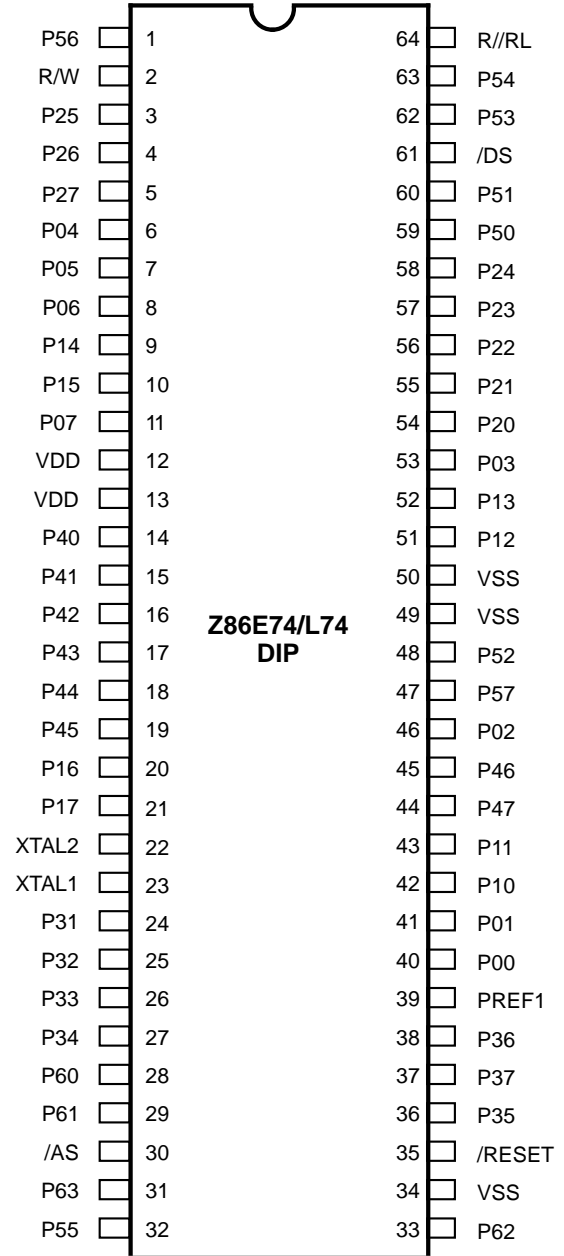 P56 1 64 R//RL
R/W 2 63 P54
P25 3 62 P53
P26 4 61 /DS
P27 5 60 P51
P04 6 59 P50
P05 7 58 P24
P06 8 57 P23
P14 9 56 P22
P15 10 55 P21
P07 11 54 P20
VDD 12 53 P03
VDD 13 52 P13
P40 14 51 P12
P41 15 50 VSS
P42 16 49 VSS
Z86E74/L74
DIP
P43 17 48 P52
P44 18 47 P57
P45 19 46 P02
P16 20 45 P46
P17 21 44 P47
XTAL2 22 43 P11
XTAL1 23 42 P10
P31 24 41 P01
P32 25 40 P00
P33 26 39 PREF1
P34 27 38 P36
P60 28 37 P37
P61 29 36 P35
/AS 30 35 /RESET
P63 31 34 VSS
P55 32 33 P62